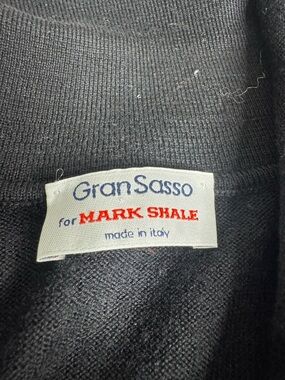 Gran Sasso
for MARK SHALE
made in italy